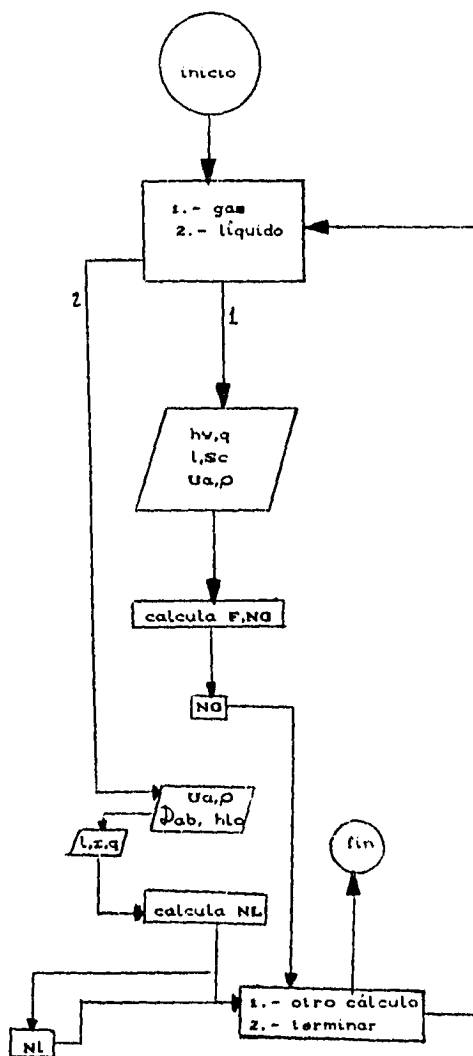 inicio
1.- gas
2.- líquido
2
1
hw,q
l,Sc
Ua,ρ
calcula F,NG
NG
Ua,ρ
Dab, hlo
l,z,q
fin
calcula NL
1.- otro cálculo
2.- terminar
Nl